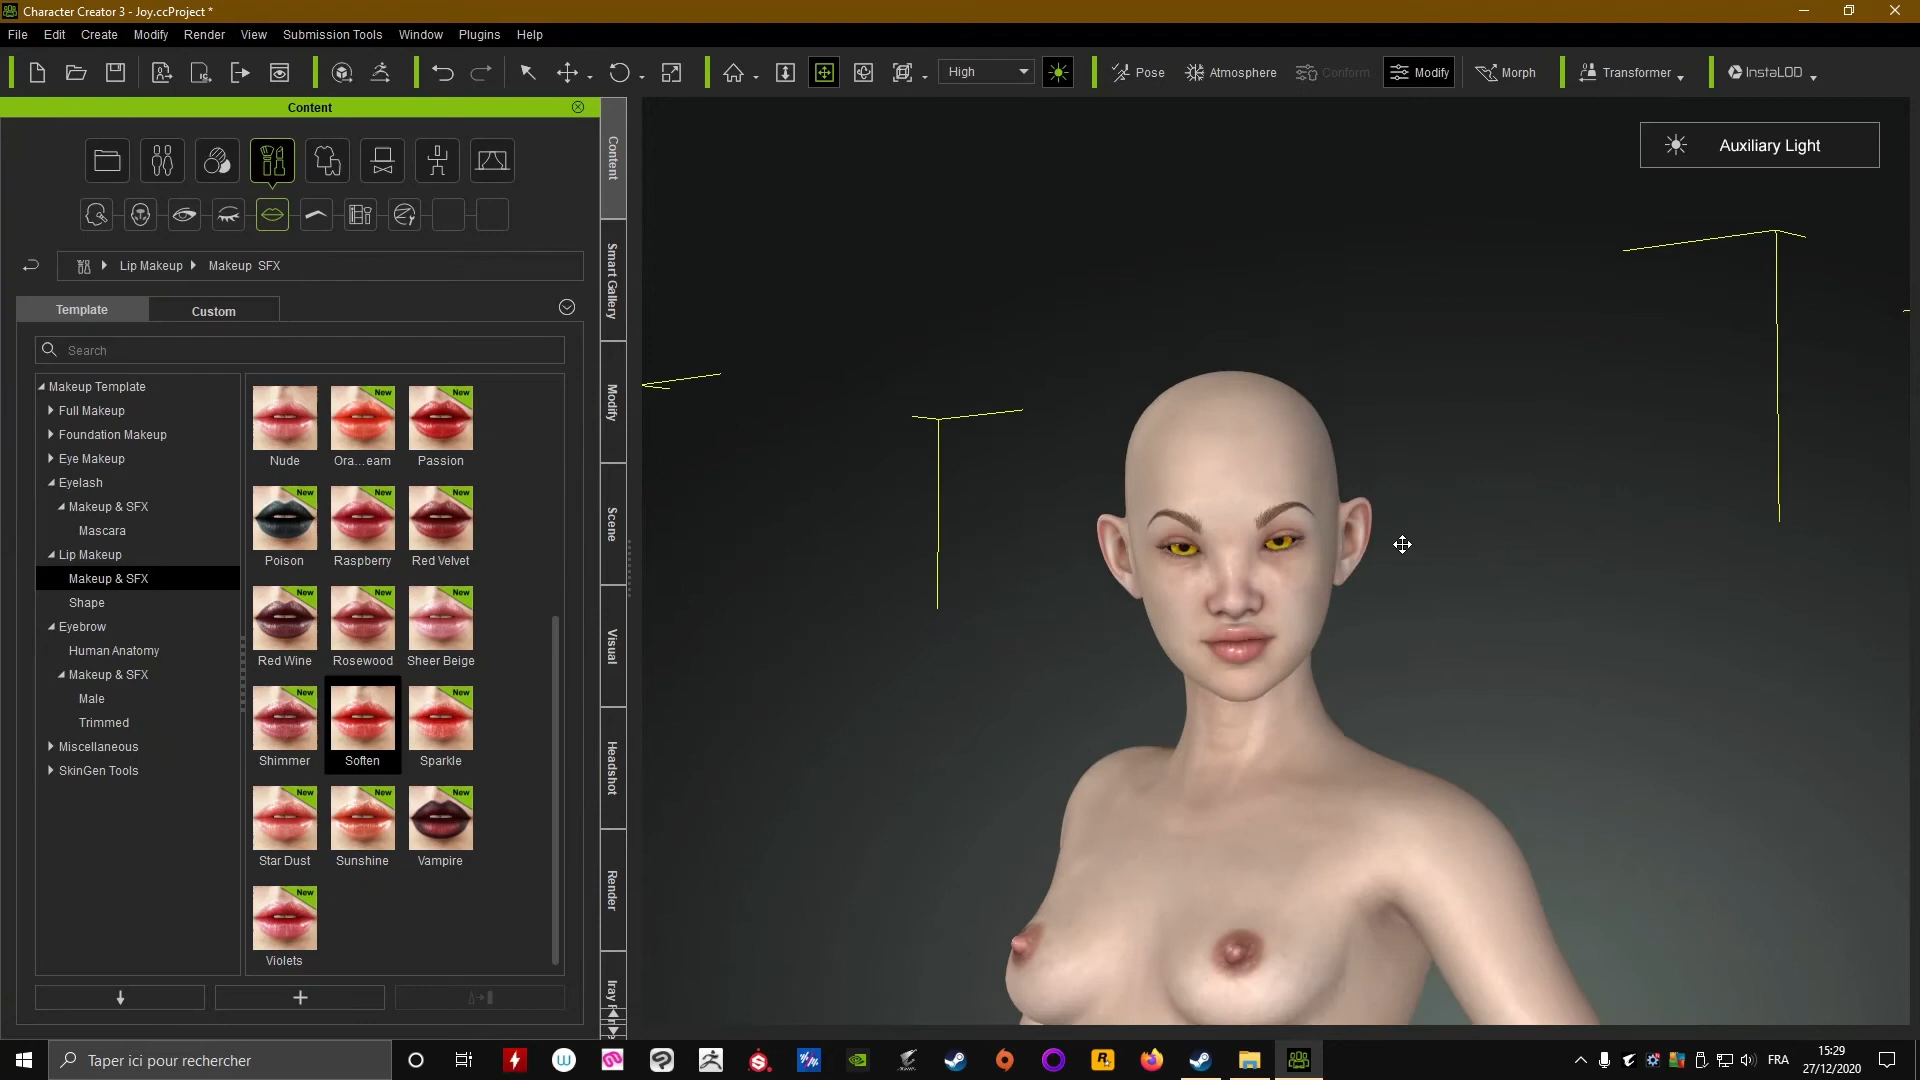 Character Creator 3 - Joy.ccProject *
File Edit Create Modify Render View Submission Tools Window Plugins Help
High Pose Atmosphere Conform Modify Morph Transformer InstaLOD
Content
Auxiliary Light
Lip Makeup Makeup SFX
Template Custom
Search
Makeup Template
Full Makeup
Foundation Makeup
Eye Makeup
Eyelash
Makeup & SFX
Mascara
Lip Makeup
Makeup & SFX
Shape
Eyebrow
Human Anatomy
Makeup & SFX
Male
Trimmed
Miscellaneous
SkinGen Tools
New New
Nude Ora...eam Passion
New New New
Poison Raspberry Red Velvet
New New New
Red Wine Rosewood Sheer Beige
New New
Shimmer Soften Sparkle
New New New
Star Dust Sunshine Vampire
New
Violets
Content
Smart Gallery
Modify
Scene
Visual
Headshot
Render
Iray
Taper ici pour rechercher
FRA
15:29
27/12/2020